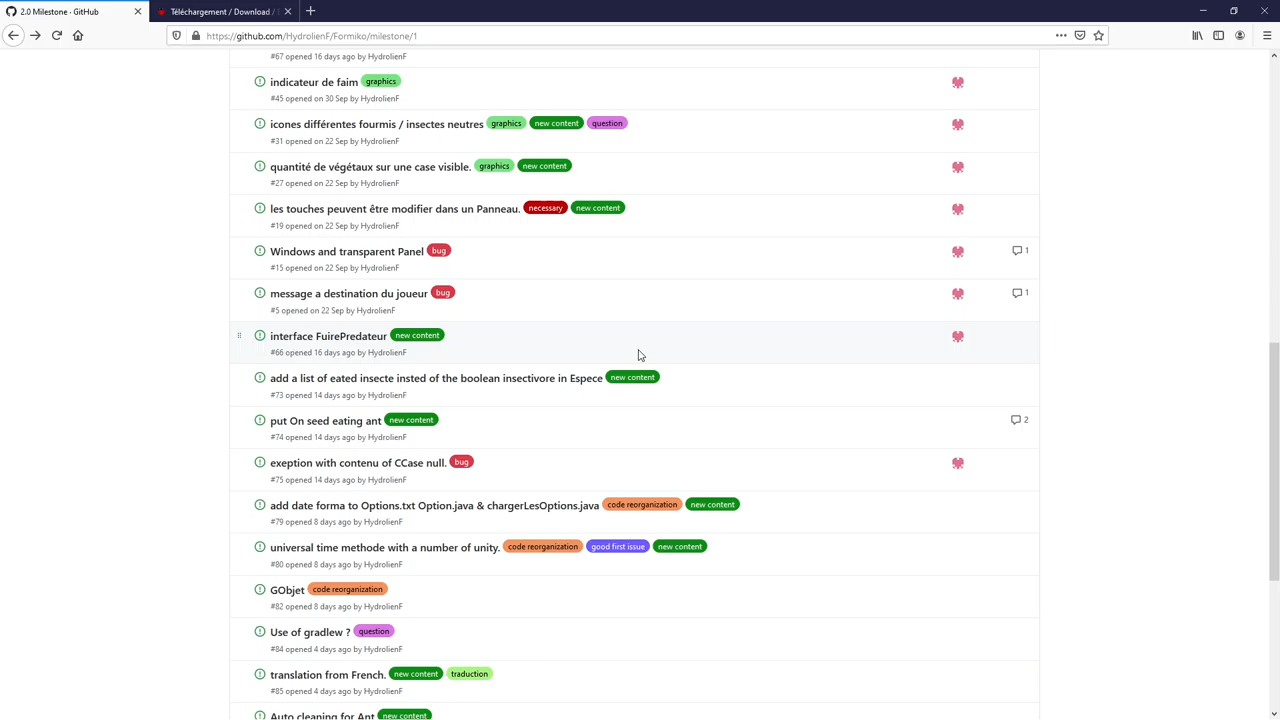 2.0 Milestone · GitHub
Téléchargement / Download /
https://github.com/HydrolienF/Formiko/milestone/1
#67 opened 16 days ago by HydrolienF
indicateur de faim graphics
#45 opened on 30 Sep by HydrolienF
icones différentes fourmis / insectes neutres graphics new content question
#31 opened on 22 Sep by HydrolienF
quantité de végétaux sur une case visible. graphics new content
#27 opened on 22 Sep by HydrolienF
les touches peuvent être modifier dans un Panneau. necessary new content
#19 opened on 22 Sep by HydrolienF
Windows and transparent Panel bug 1
#15 opened on 22 Sep by HydrolienF
message a destination du joueur bug 1
#5 opened on 22 Sep by HydrolienF
interface FuirePredateur new content
#66 opened 16 days ago by HydrolienF
add a list of eated insecte insted of the boolean insectivore in Espece new content
#73 opened 14 days ago by HydrolienF
put On seed eating ant new content 2
#74 opened 14 days ago by HydrolienF
exeption with contenu of CCase null. bug
#75 opened 14 days ago by HydrolienF
add date forma to Options.txt Option.java & chargerLesOptions.java code reorganization new content
#79 opened 8 days ago by HydrolienF
universal time methode with a number of unity. code reorganization good first issue new content
#80 opened 8 days ago by HydrolienF
GObjet code reorganization
#82 opened 8 days ago by HydrolienF
Use of gradlew ? question
#84 opened 4 days ago by HydrolienF
translation from French. new content traduction
#85 opened 4 days ago by HydrolienF
Auto cleaning for Ant new content